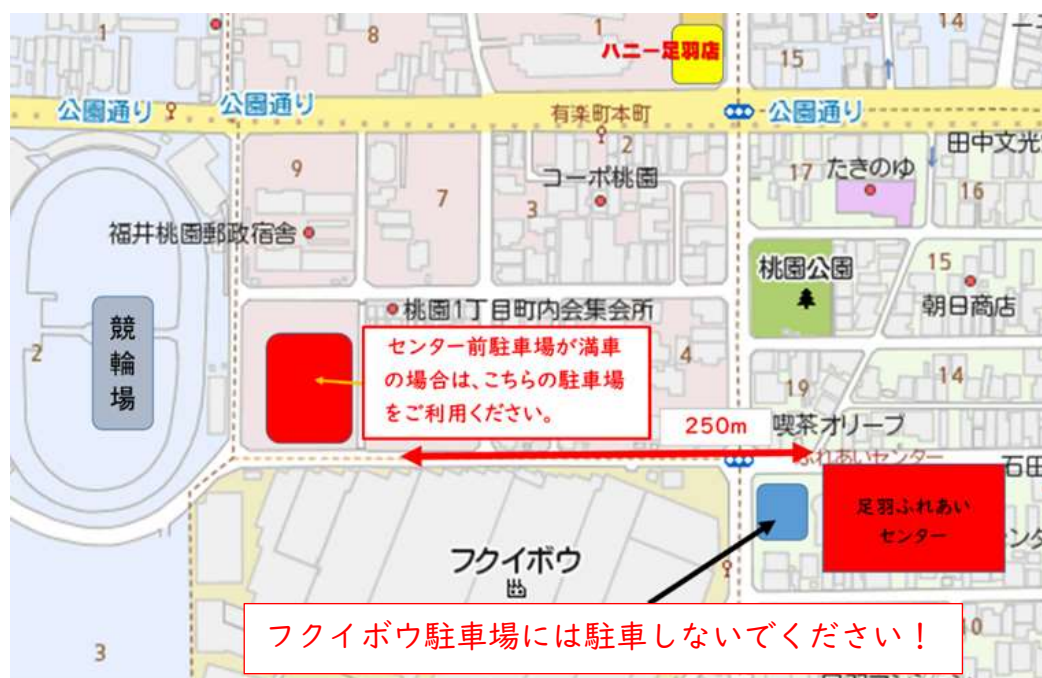 1
8
1
ハニー足羽店
15
14
公園通り
公園通り
有楽町本町
公園通り
2
田中文光
9
7
3
コーポ桃園
17
たきのゆ
16
福井桃園郵政宿舎
桃園公園
15
朝日商店
2
競
輪
場
桃園1丁目町内会集会所
センター前駐車場が満車
の場合は、こちらの駐車場
をご利用ください。
4
19
14
250m
喫茶オリーブ
ふれあいセンター
石田
足羽ふれあい
センター
11
フクイボウ
3
フクイボウ駐車場には駐車しないでください!
10